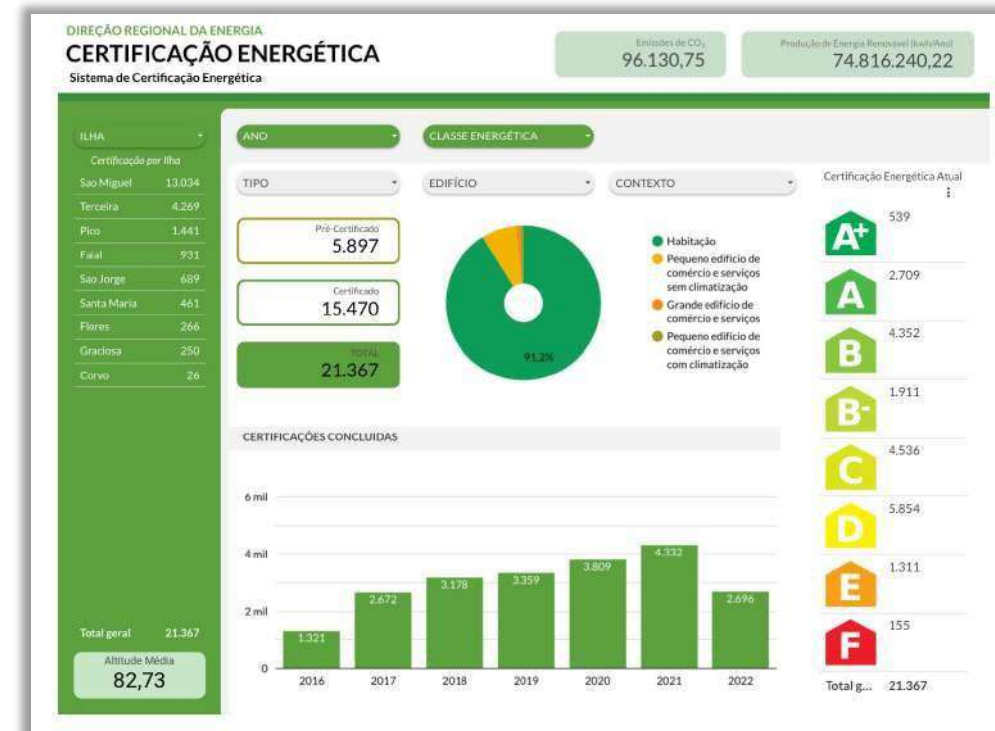 DIREÇÃO REGIONAL DA ENERGIA
CERTIFICAÇÃO ENERGÉTICA
Sistema de Certificação Energética
Emissões de CO₂
96.130,75
Produção de Energia Renovável (kwh/Ano)
74.816.240,22
ILHA
Certificação por Ilha
Sao Miguel 13.034
Terceira 4.269
Pico 1.441
Faial 931
Sao Jorge 689
Santa Maria 461
Flores 266
Graciosa 250
Corvo 26
Total geral 21.367
Altitude Média
82,73
ANO
CLASSE ENERGÉTICA
TIPO
EDIFÍCIO
CONTEXTO
Pré-Certificado
5.897
Certificado
15.470
TOTAL
21.367
91,2%
Habitação
Pequeno edifício de
comércio e serviços
sem climatização
Grande edifício de
comércio e serviços
Pequeno edifício de
comércio e serviços
com climatização
CERTIFICAÇÕES CONCLUIDAS
6 mil
4 mil
2 mil
0
1.321
2.672
3.178
3.359
3.809
4.332
2.696
2016 2017 2018 2019 2020 2021 2022
Certificação Energética Atual
A+ 539
A 2.709
B 4.352
B- 1.911
C 4.536
D 5.854
E 1.311
F 155
Total g... 21.367